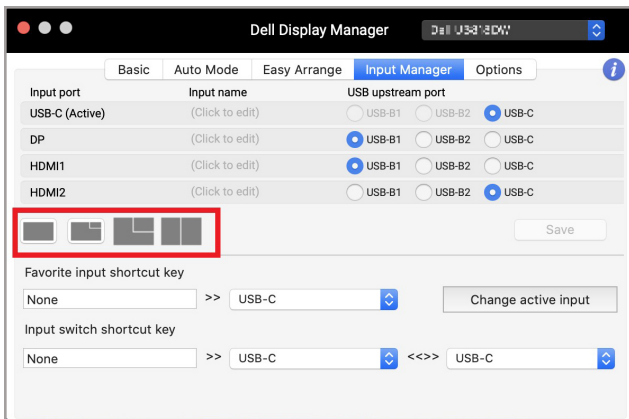 Dell Display Manager
Dell
Basic Auto Mode Easy Arrange Input Manager Options i
Input port Input name USB upstream port
USB-C (Active) (Click to edit) USB-B1 USB-B2 USB-C
DP (Click to edit) USB-B1 USB-B2 USB-C
HDMI1 (Click to edit) USB-B1 USB-B2 USB-C
HDMI2 (Click to edit) USB-B1 USB-B2 USB-C
Save
Favorite input shortcut key
None >> USB-C Change active input
Input switch shortcut key
None >> USB-C <<>> USB-C